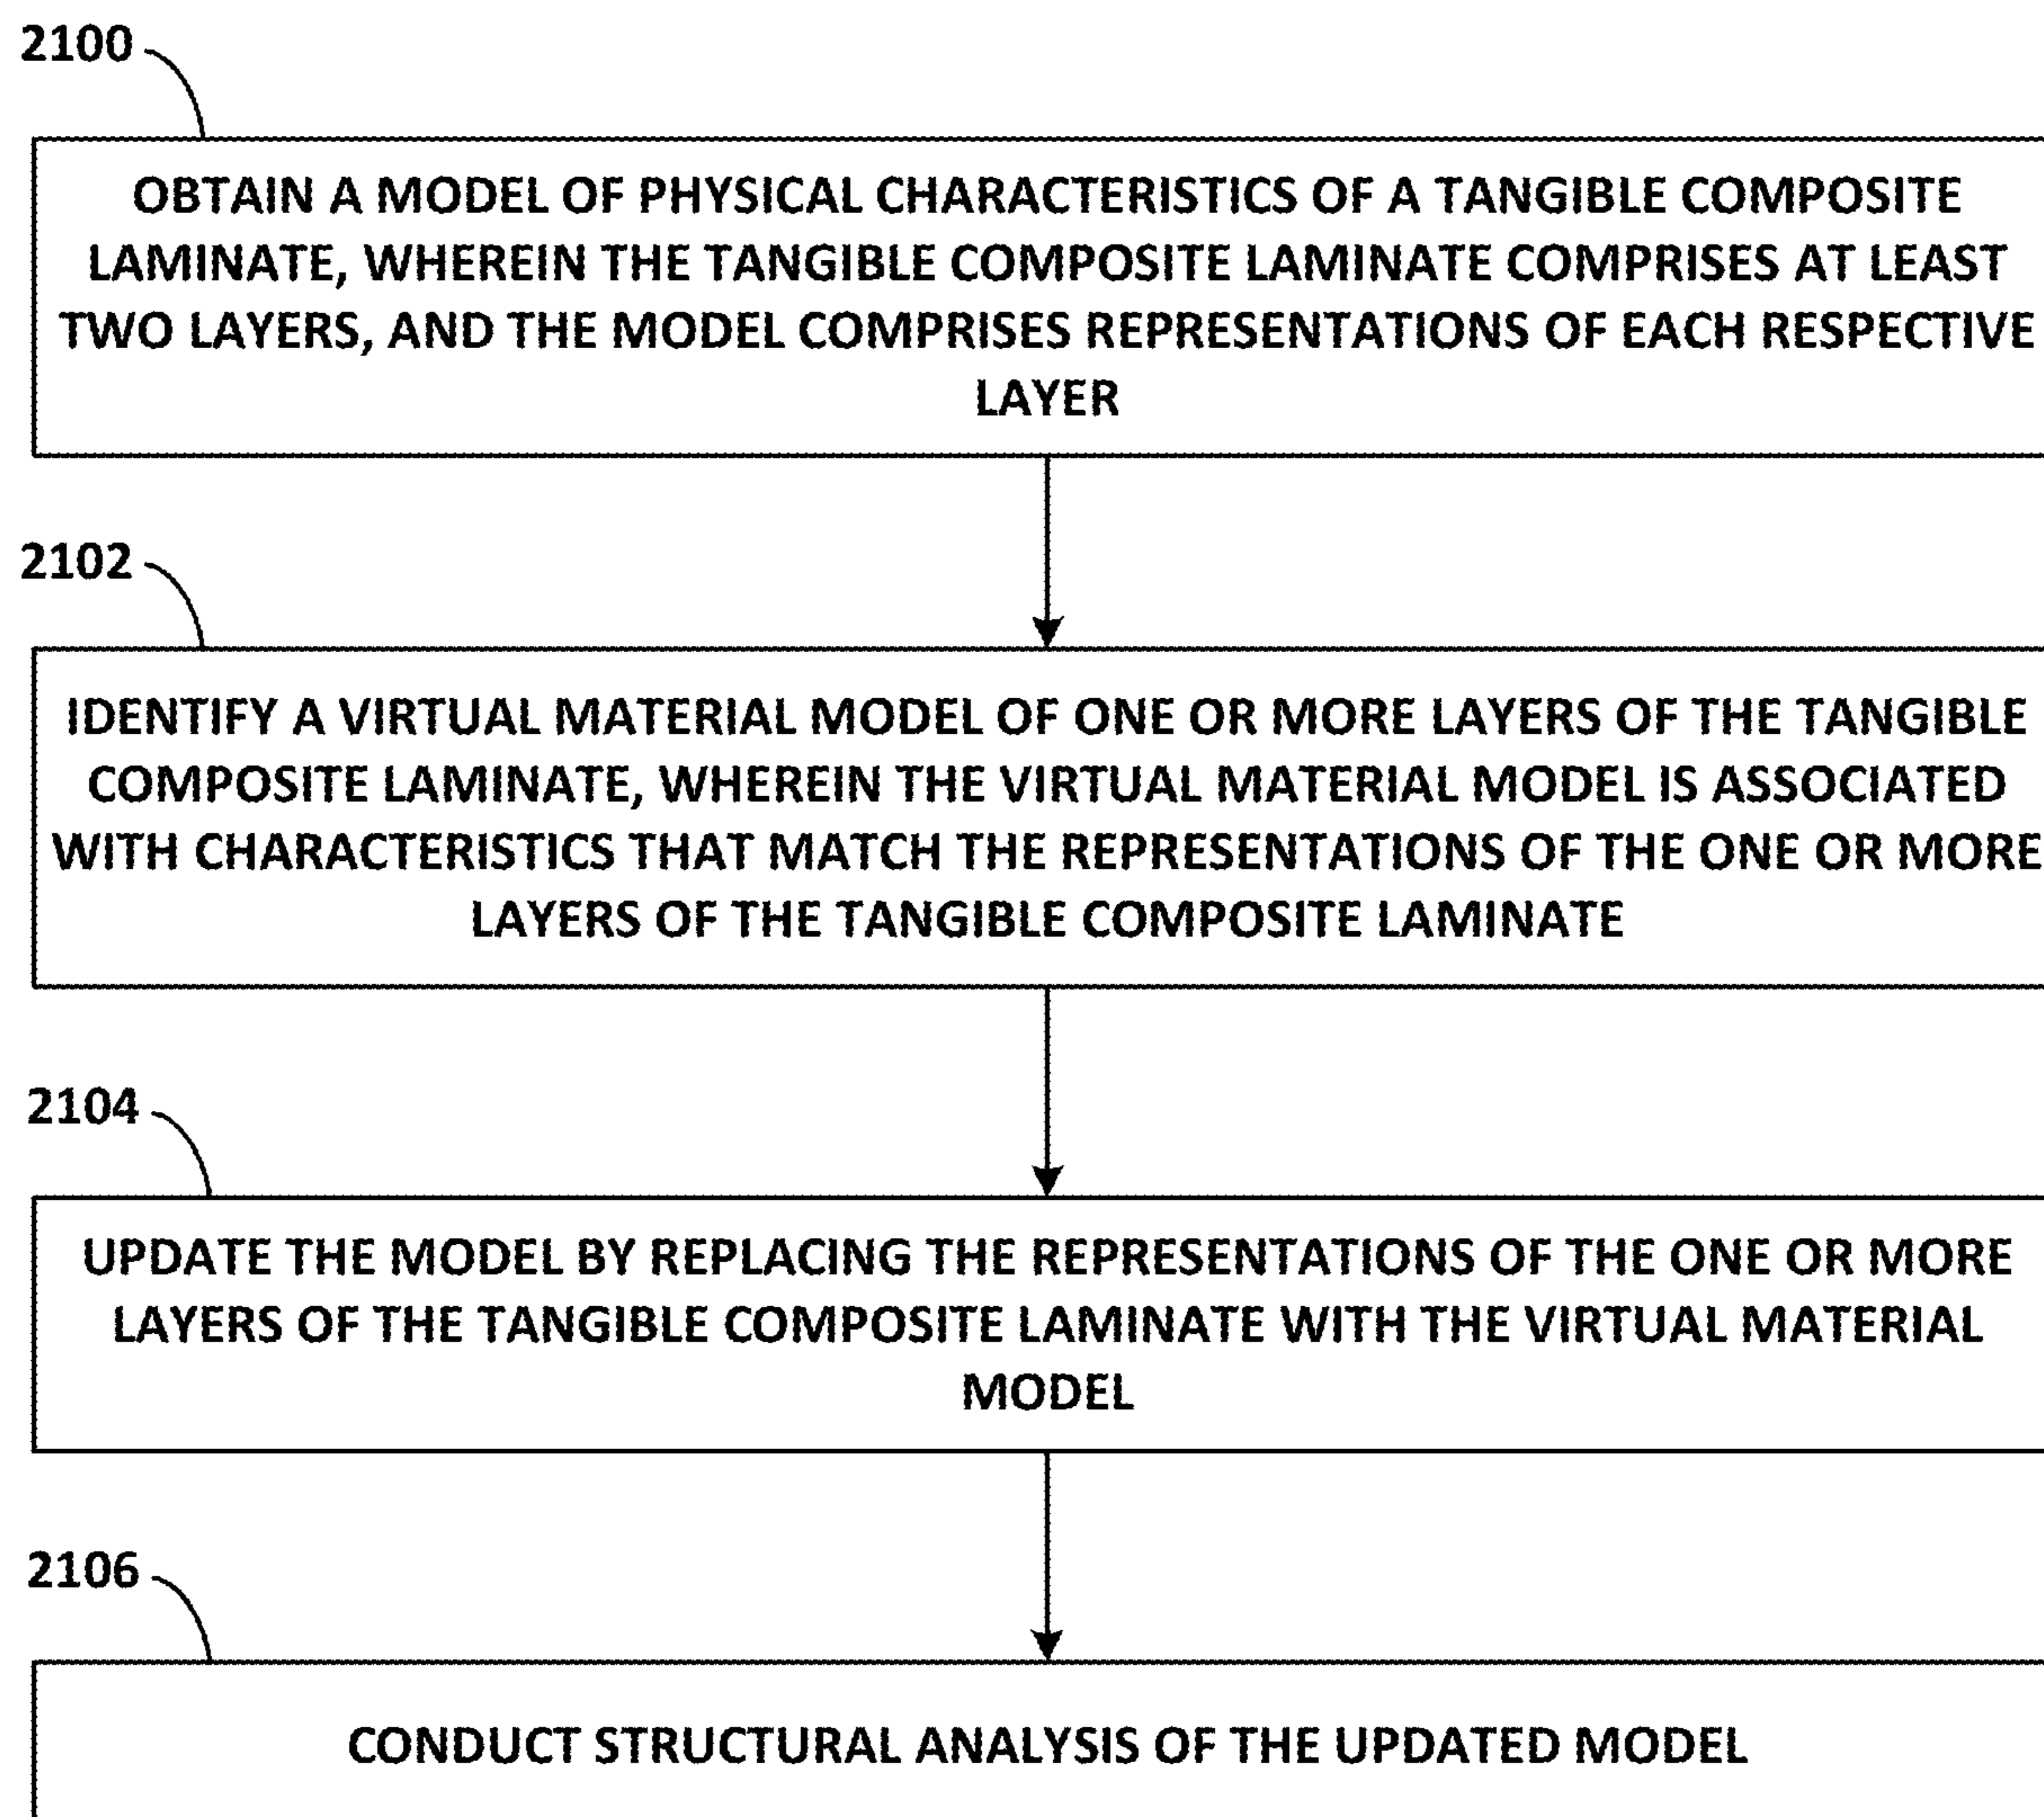 2100
OBTAIN A MODEL OF PHYSICAL CHARACTERISTICS OF A TANGIBLE COMPOSITE
LAMINATE, WHEREIN THE TANGIBLE COMPOSITE LAMINATE COMPRISES AT LEAST
TWO LAYERS, AND THE MODEL COMPRISES REPRESENTATIONS OF EACH RESPECTIVE
LAYER
2102
IDENTIFY A VIRTUAL MATERIAL MODEL OF ONE OR MORE LAYERS OF THE TANGIBLE
COMPOSITE LAMINATE, WHEREIN THE VIRTUAL MATERIAL MODEL IS ASSOCIATED
WITH CHARACTERISTICS THAT MATCH THE REPRESENTATIONS OF THE ONE OR MORE
LAYERS OF THE TANGIBLE COMPOSITE LAMINATE
2104
UPDATE THE MODEL BY REPLACING THE REPRESENTATIONS OF THE ONE OR MORE
LAYERS OF THE TANGIBLE COMPOSITE LAMINATE WITH THE VIRTUAL MATERIAL
MODEL
2106
CONDUCT STRUCTURAL ANALYSIS OF THE UPDATED MODEL